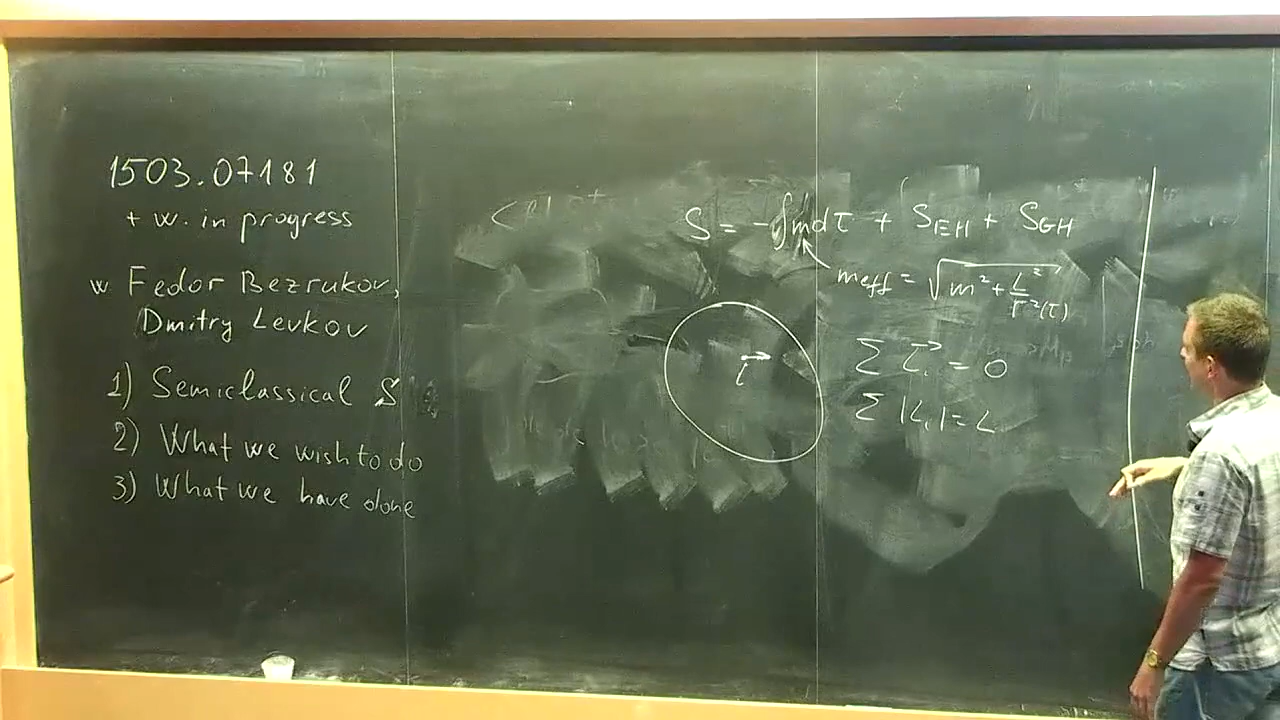 1503.07181
+ w. in progress
w Fedor Bezrukov,
Dmitry Levkov
1) Semiclassical S
2) What we wish to do
3) What we have done
S = -∫mdτ + S_EH + S_GH
m_eff = √(m² + L²/r²(τ))
Σ L⃗ᵢ = 0
Σ |Lᵢ| = L